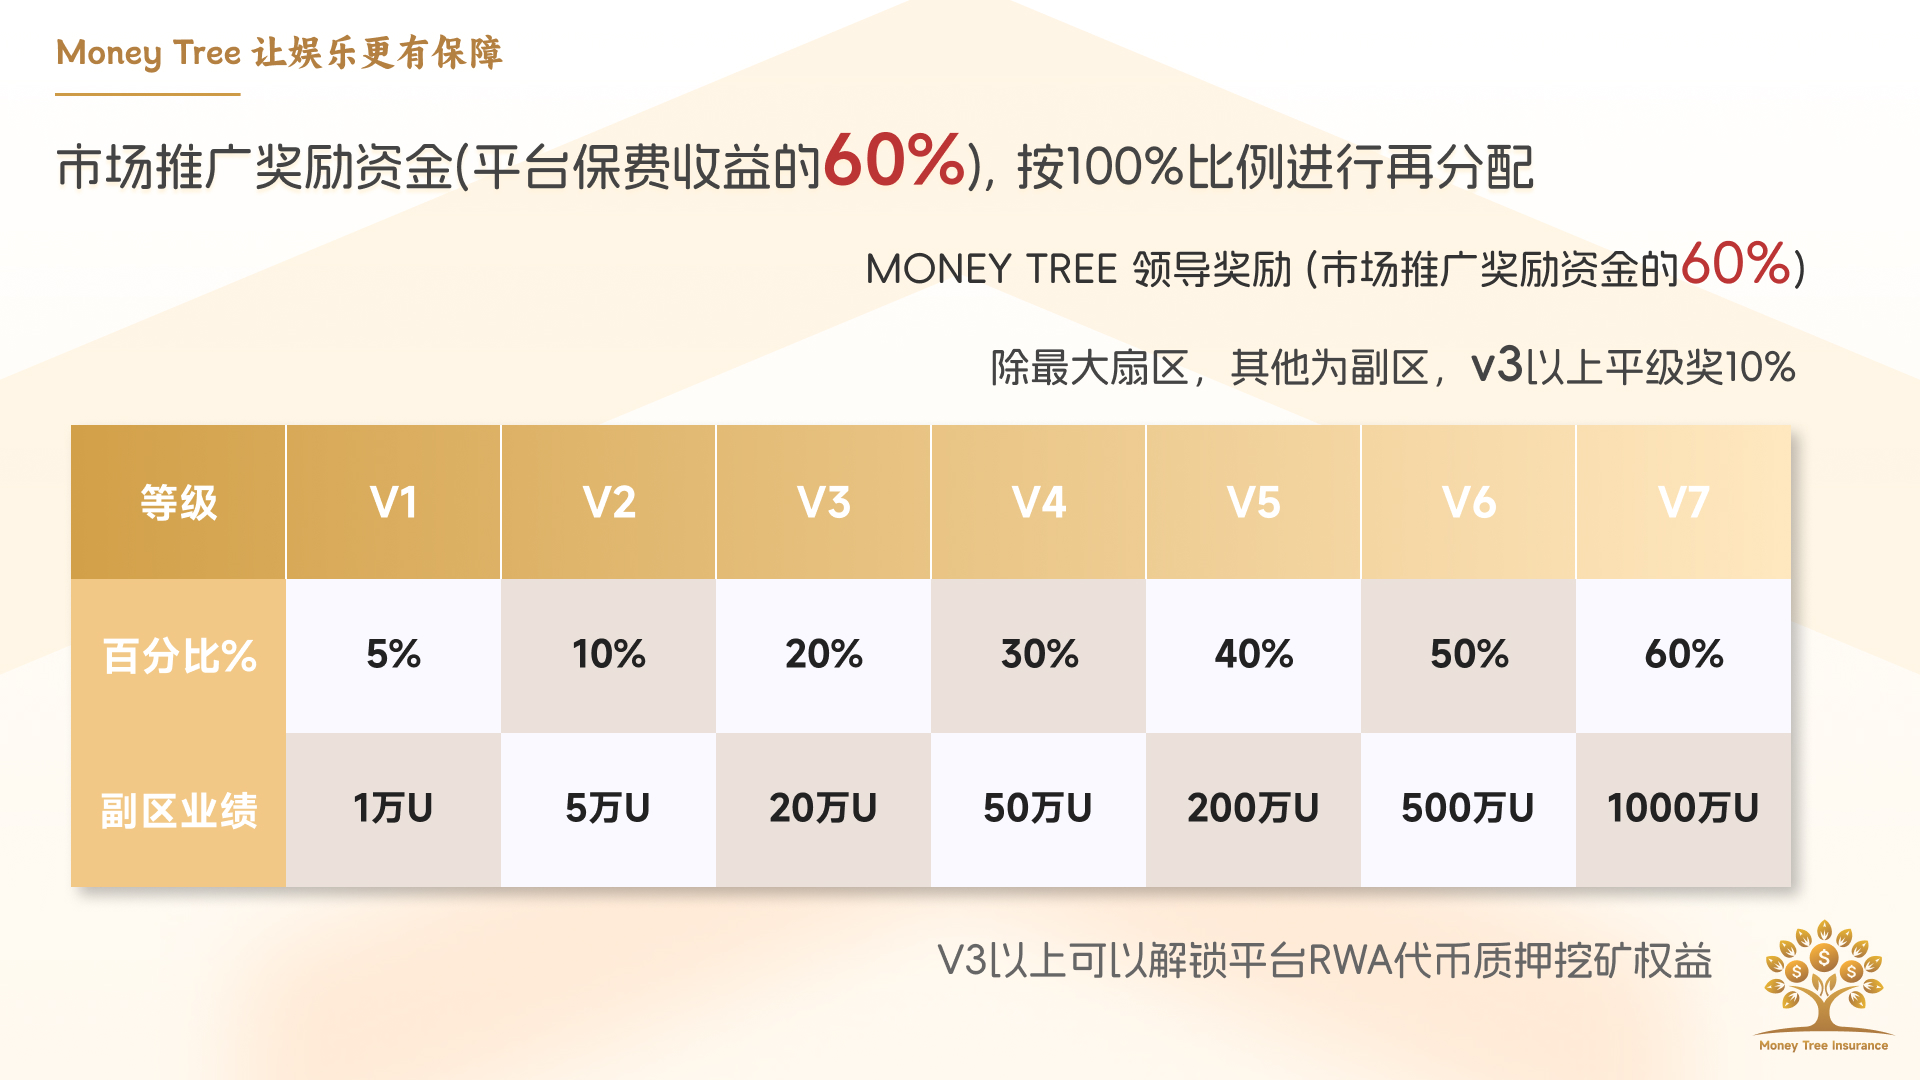 Money Tree 让娱乐更有保障
市场推广奖励资金(平台保费收益的60%), 按100%比例进行再分配
MONEY TREE 领导奖励 (市场推广奖励资金的60%)
除最大扇区，其他为副区，v3以上平级奖10%
等级 V1 V2 V3 V4 V5 V6 V7
百分比% 5% 10% 20% 30% 40% 50% 60%
副区业绩 1万U 5万U 20万U 50万U 200万U 500万U 1000万U
V3以上可以解锁平台RWA代币质押挖矿权益
$ $ $
Money Tree Insurance